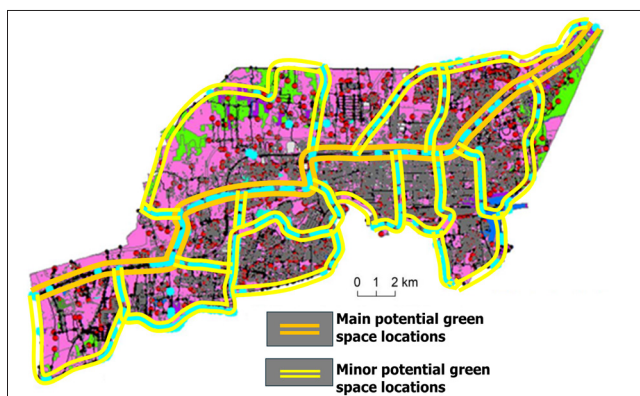 0 1 2 km
Main potential green
space locations
Minor potential green
space locations